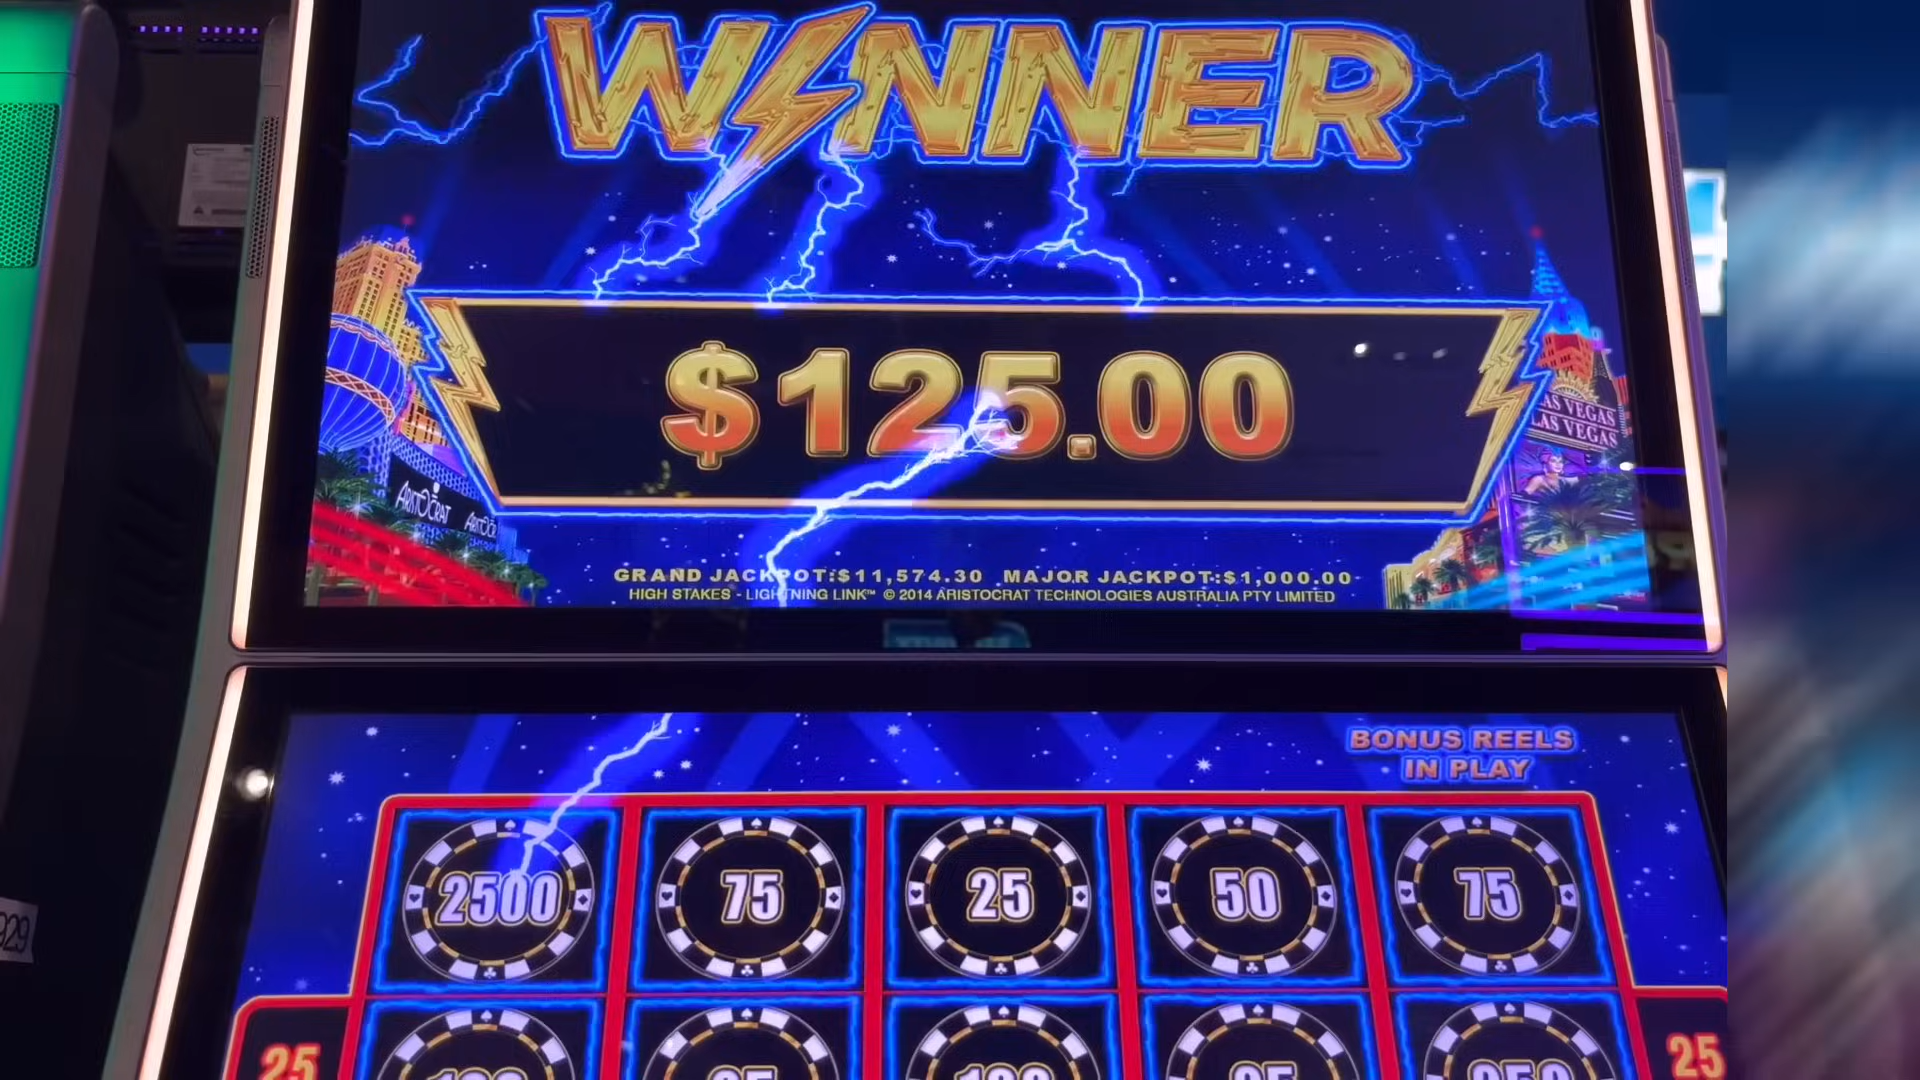 WINNER
$125.00
LAS VEGAS
LAS VEGAS
ARISTOCRAT
GRAND JACKPOT:$11,574.30 MAJOR JACKPOT:$1,000.00
HIGH STAKES - LIGHTNING LINK™ © 2014 ARISTOCRAT TECHNOLOGIES AUSTRALIA PTY LIMITED
BONUS REELS
IN PLAY
2500 75 25 50 75
25 25